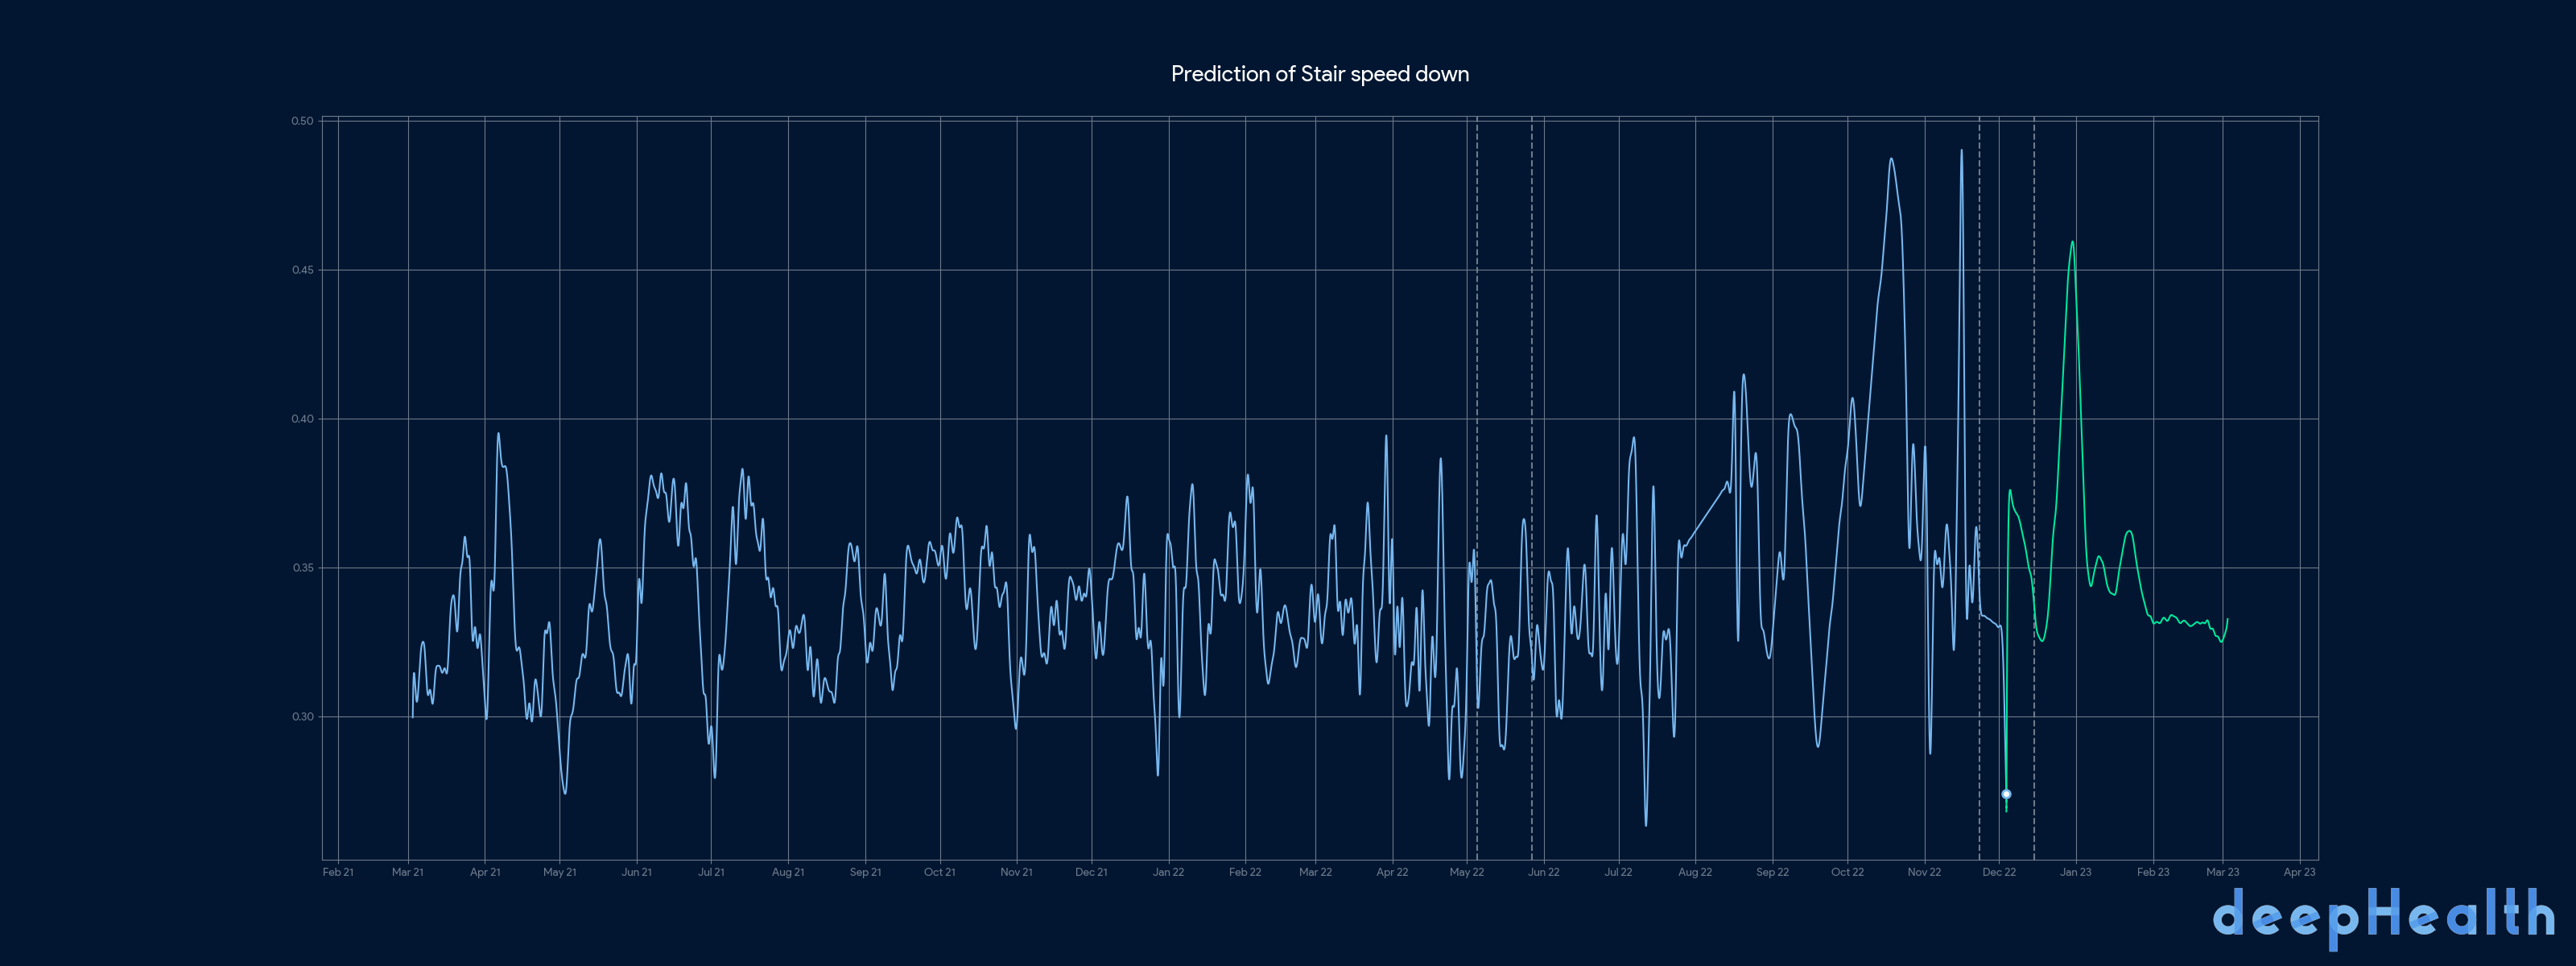 Prediction of Stair speed down
0.50
0.45
0.40
0.35
0.30
Feb 21 Mar 21 Apr 21 May 21 Jun 21 Jul 21 Aug 21 Sep 21 Oct 21 Nov 21 Dec 21 Jan 22 Feb 22 Mar 22 Apr 22 May 22 Jun 22 Jul 22 Aug 22 Sep 22 Oct 22 Nov 22 Dec 22 Jan 23 Feb 23 Mar 23 Apr 23
deepHealth